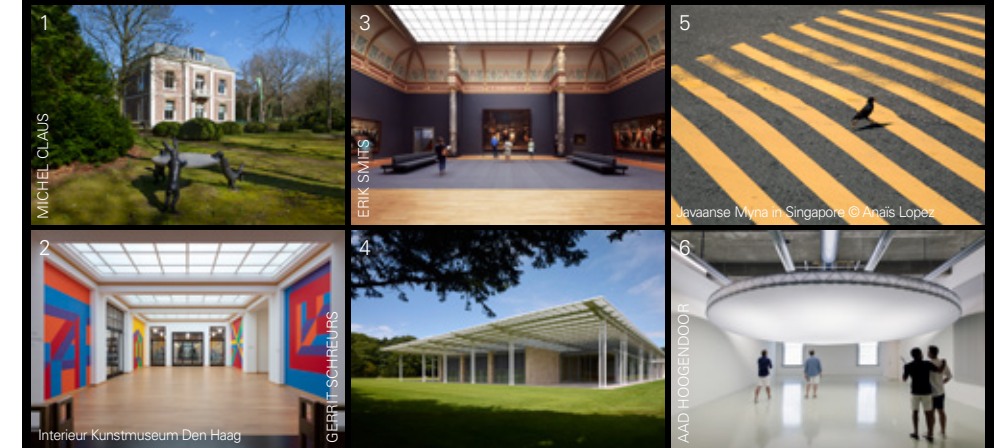 1
MICHEL CLAUS
3
ERIK SMITS
5
Javaanse Myna in Singapore © Anaïs Lopez
2
GERRIT SCHREURS
Interieur Kunstmuseum Den Haag
4
6
AAD HOOGENDOOR